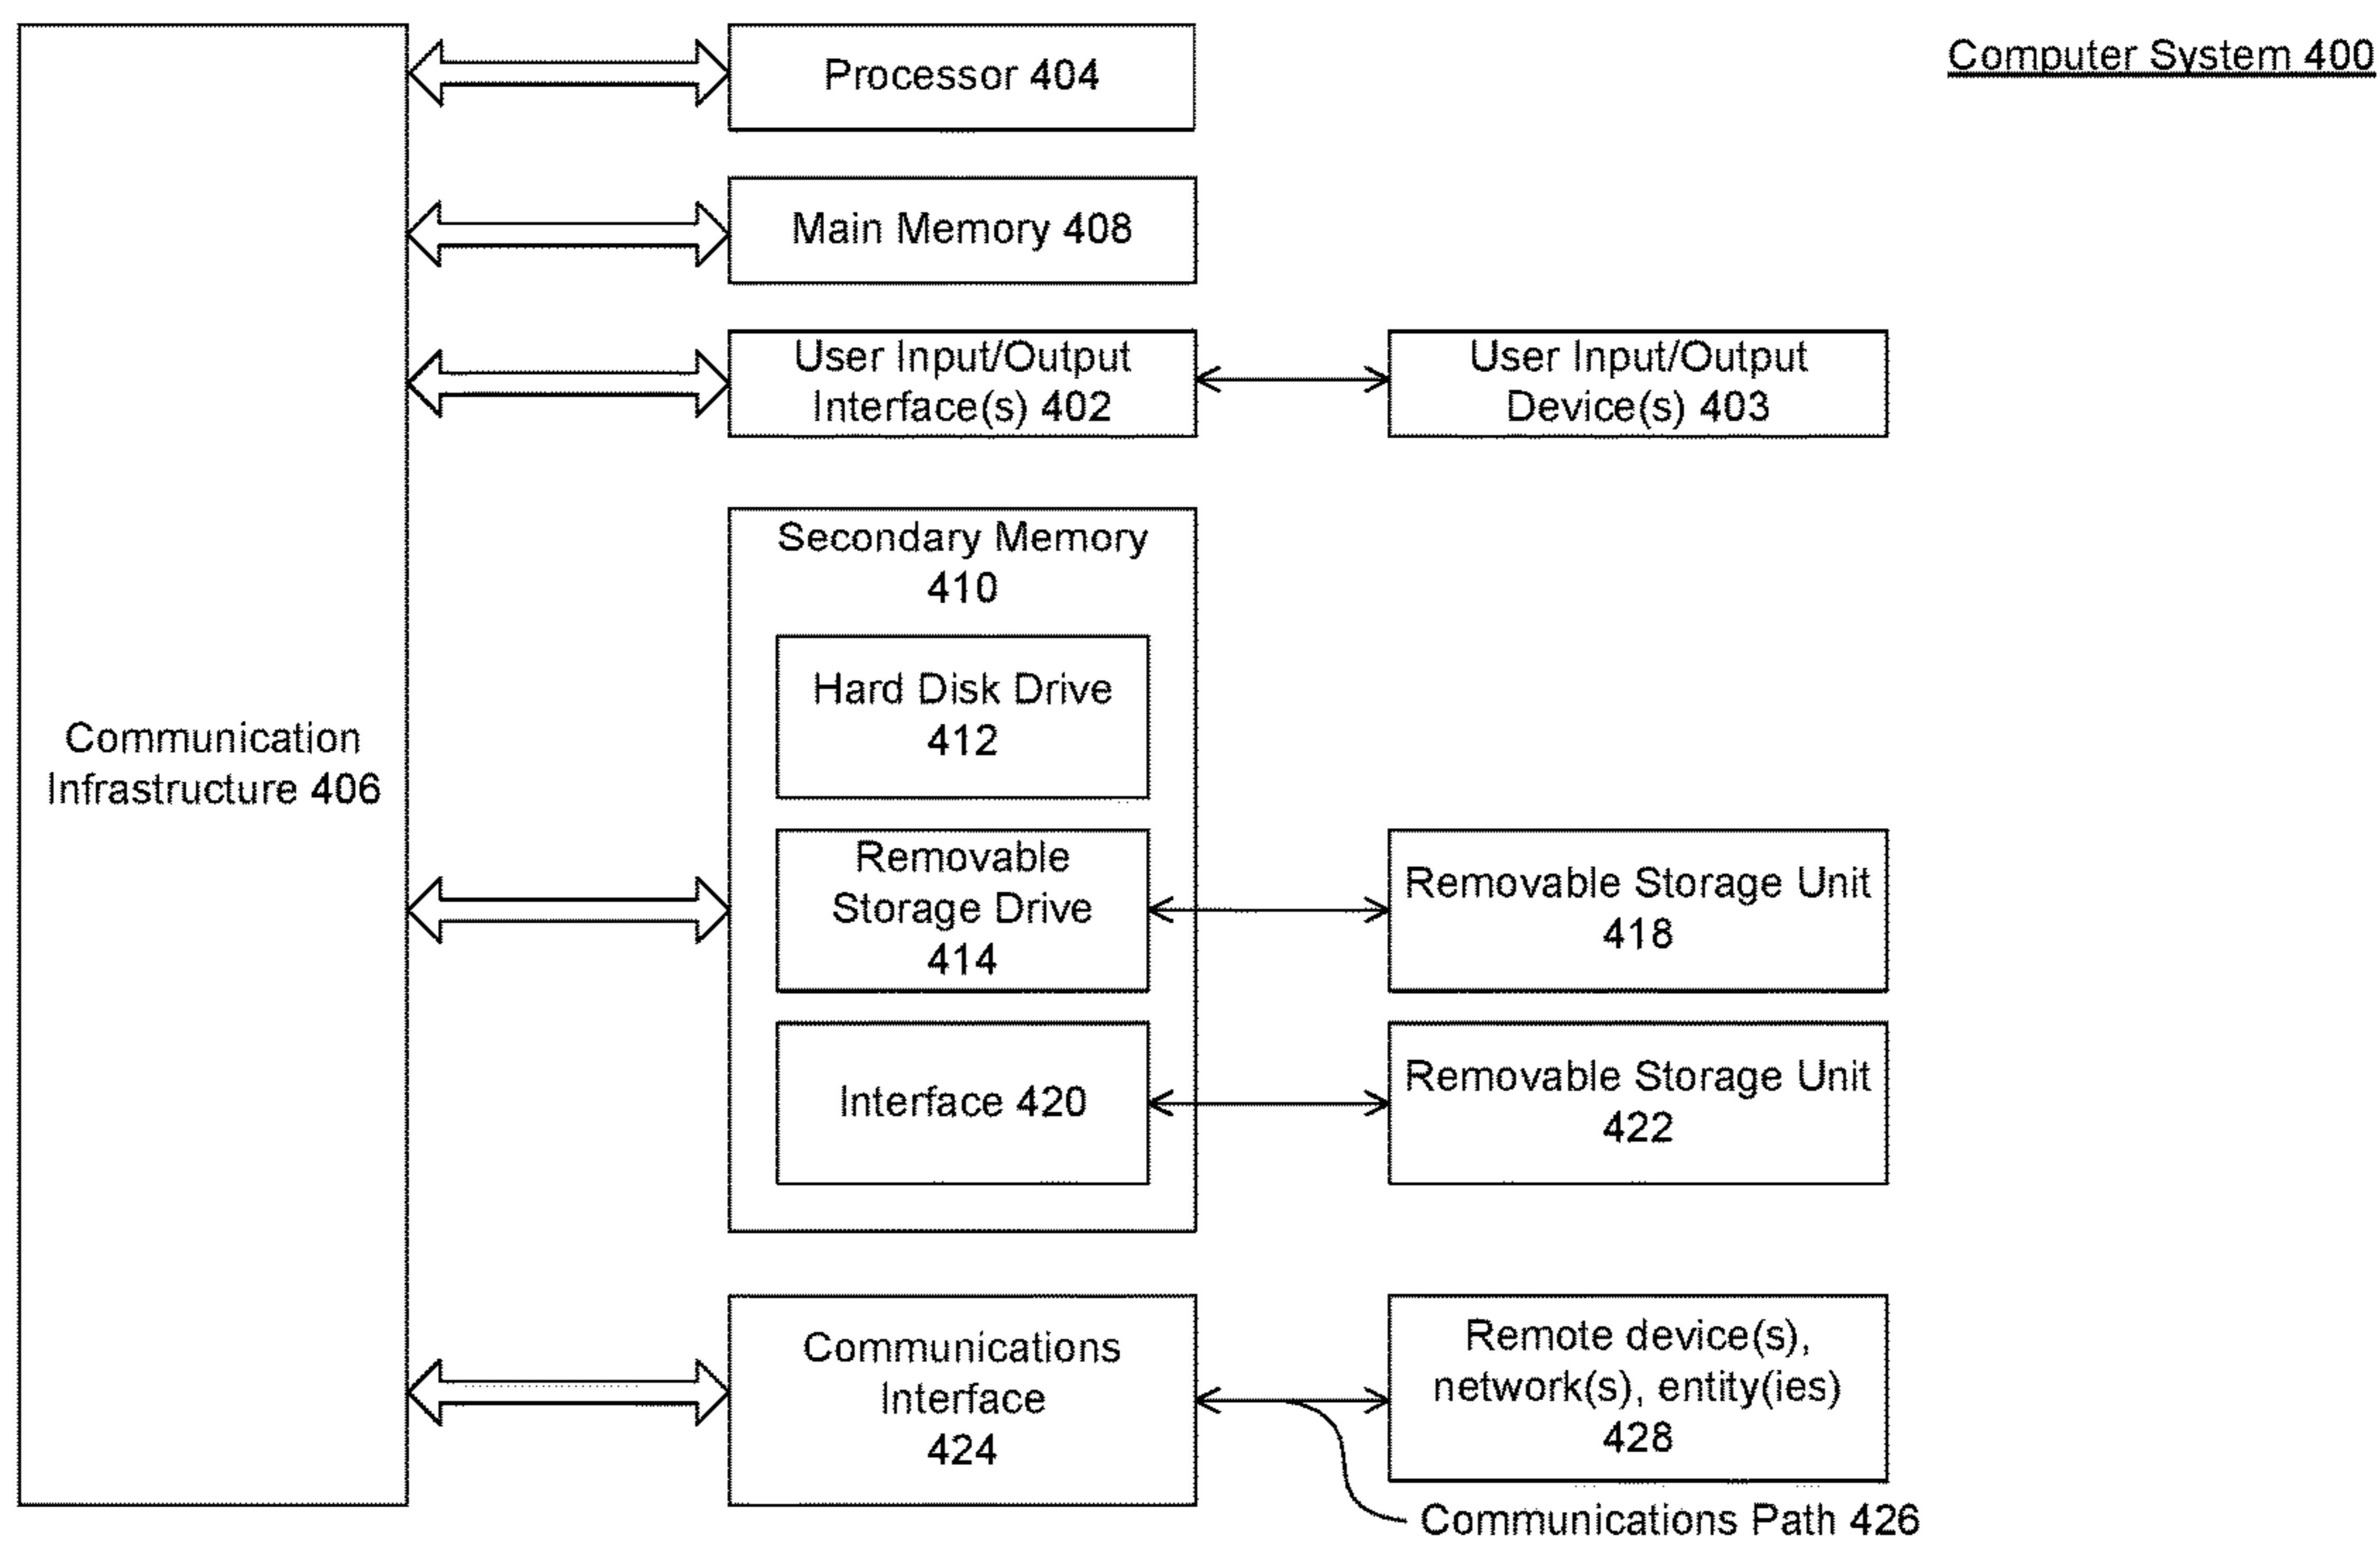 Computer System 400
Processor 404
Main Memory 408
User Input/Output
Interface(s) 402
User Input/Output
Device(s) 403
Secondary Memory
410
Hard Disk Drive
412
Communication
Infrastructure 406
Removable
Storage Drive
414
Removable Storage Unit
418
Interface 420
Removable Storage Unit
422
Communications
Interface
424
Remote device(s),
network(s), entity(ies)
428
Communications Path 426